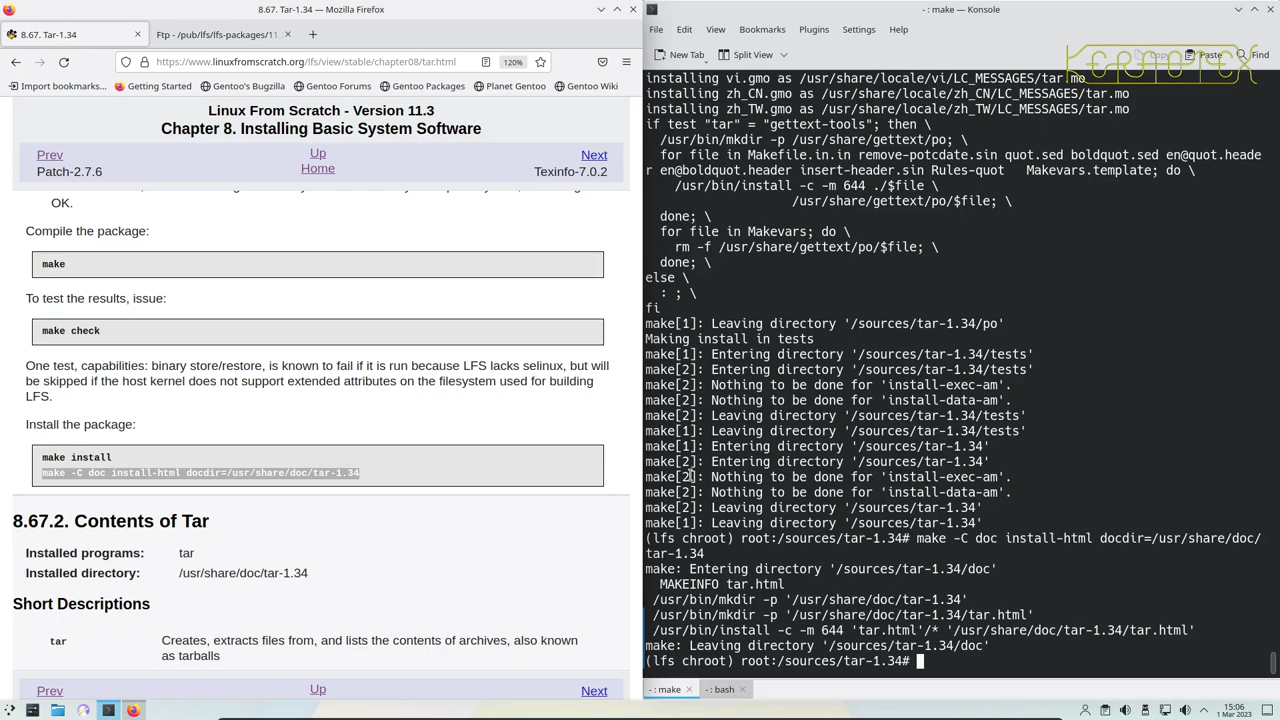 8.67. Tar-1.34 — Mozilla Firefox
8.67. Tar-1.34
Ftp - /pub/lfs/lfs-packages/11.
https://www.linuxfromscratch.org/lfs/view/stable/chapter08/tar.html
120%
Import bookmarks...
Getting Started
Gentoo's Bugzilla
Gentoo Forums
Gentoo Packages
Planet Gentoo
Gentoo Wiki
Linux From Scratch - Version 11.3
Chapter 8. Installing Basic System Software
Prev
Up
Next
Patch-2.7.6
Home
Texinfo-7.0.2
OK.
Compile the package:
make
To test the results, issue:
make check
One test, capabilities: binary store/restore, is known to fail if it is run because LFS lacks selinux, but will
be skipped if the host kernel does not support extended attributes on the filesystem used for building
LFS.
Install the package:
make install
make -C doc install-html docdir=/usr/share/doc/tar-1.34
8.67.2. Contents of Tar
Installed programs: tar
Installed directory: /usr/share/doc/tar-1.34
Short Descriptions
tar
Creates, extracts files from, and lists the contents of archives, also known
as tarballs
Prev
Up
Next
- : make — Konsole
File Edit View Bookmarks Plugins Settings Help
New Tab
Split View
Copy
Paste
Find
KERNOTEX
installing vi.gmo as /usr/share/locale/vi/LC_MESSAGES/tar.mo
installing zh_CN.gmo as /usr/share/locale/zh_CN/LC_MESSAGES/tar.mo
installing zh_TW.gmo as /usr/share/locale/zh_TW/LC_MESSAGES/tar.mo
if test "tar" = "gettext-tools"; then \
/usr/bin/mkdir -p /usr/share/gettext/po; \
for file in Makefile.in.in remove-potcdate.sin quot.sed boldquot.sed en@quot.heade
r en@boldquot.header insert-header.sin Rules-quot   Makevars.template; do \
/usr/bin/install -c -m 644 ./$file \
/usr/share/gettext/po/$file; \
done; \
for file in Makevars; do \
rm -f /usr/share/gettext/po/$file; \
done; \
else \
: ; \
fi
make[1]: Leaving directory '/sources/tar-1.34/po'
Making install in tests
make[1]: Entering directory '/sources/tar-1.34/tests'
make[2]: Entering directory '/sources/tar-1.34/tests'
make[2]: Nothing to be done for 'install-exec-am'.
make[2]: Nothing to be done for 'install-data-am'.
make[2]: Leaving directory '/sources/tar-1.34/tests'
make[1]: Leaving directory '/sources/tar-1.34/tests'
make[1]: Entering directory '/sources/tar-1.34'
make[2]: Entering directory '/sources/tar-1.34'
make[2]: Nothing to be done for 'install-exec-am'.
make[2]: Nothing to be done for 'install-data-am'.
make[2]: Leaving directory '/sources/tar-1.34'
make[1]: Leaving directory '/sources/tar-1.34'
(lfs chroot) root:/sources/tar-1.34# make -C doc install-html docdir=/usr/share/doc/
tar-1.34
make: Entering directory '/sources/tar-1.34/doc'
MAKEINFO tar.html
/usr/bin/mkdir -p '/usr/share/doc/tar-1.34'
/usr/bin/mkdir -p '/usr/share/doc/tar-1.34/tar.html'
/usr/bin/install -c -m 644 'tar.html'/* '/usr/share/doc/tar-1.34/tar.html'
make: Leaving directory '/sources/tar-1.34/doc'
(lfs chroot) root:/sources/tar-1.34#
- : make
- : bash
15:06
1 Mar 2023